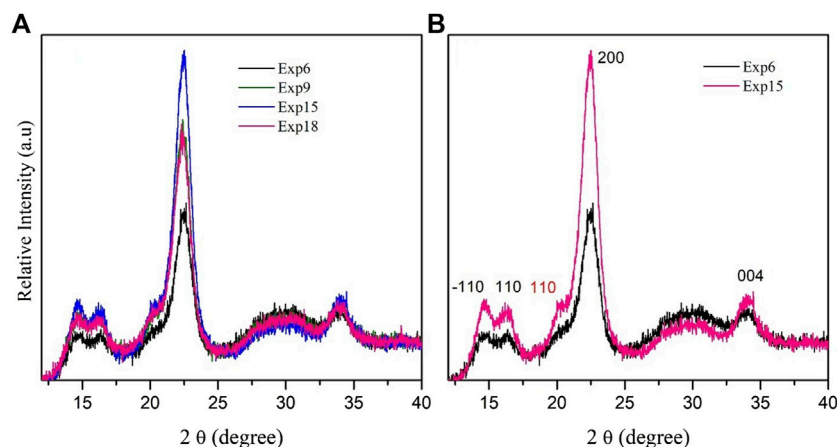 A
B
Relative Intensity (a.u)
Exp6
Exp9
Exp15
Exp18
200
Exp6
Exp15
-110
110
110
004
15
20
25
30
35
40
15
20
25
30
35
40
2 θ (degree)
2 θ (degree)